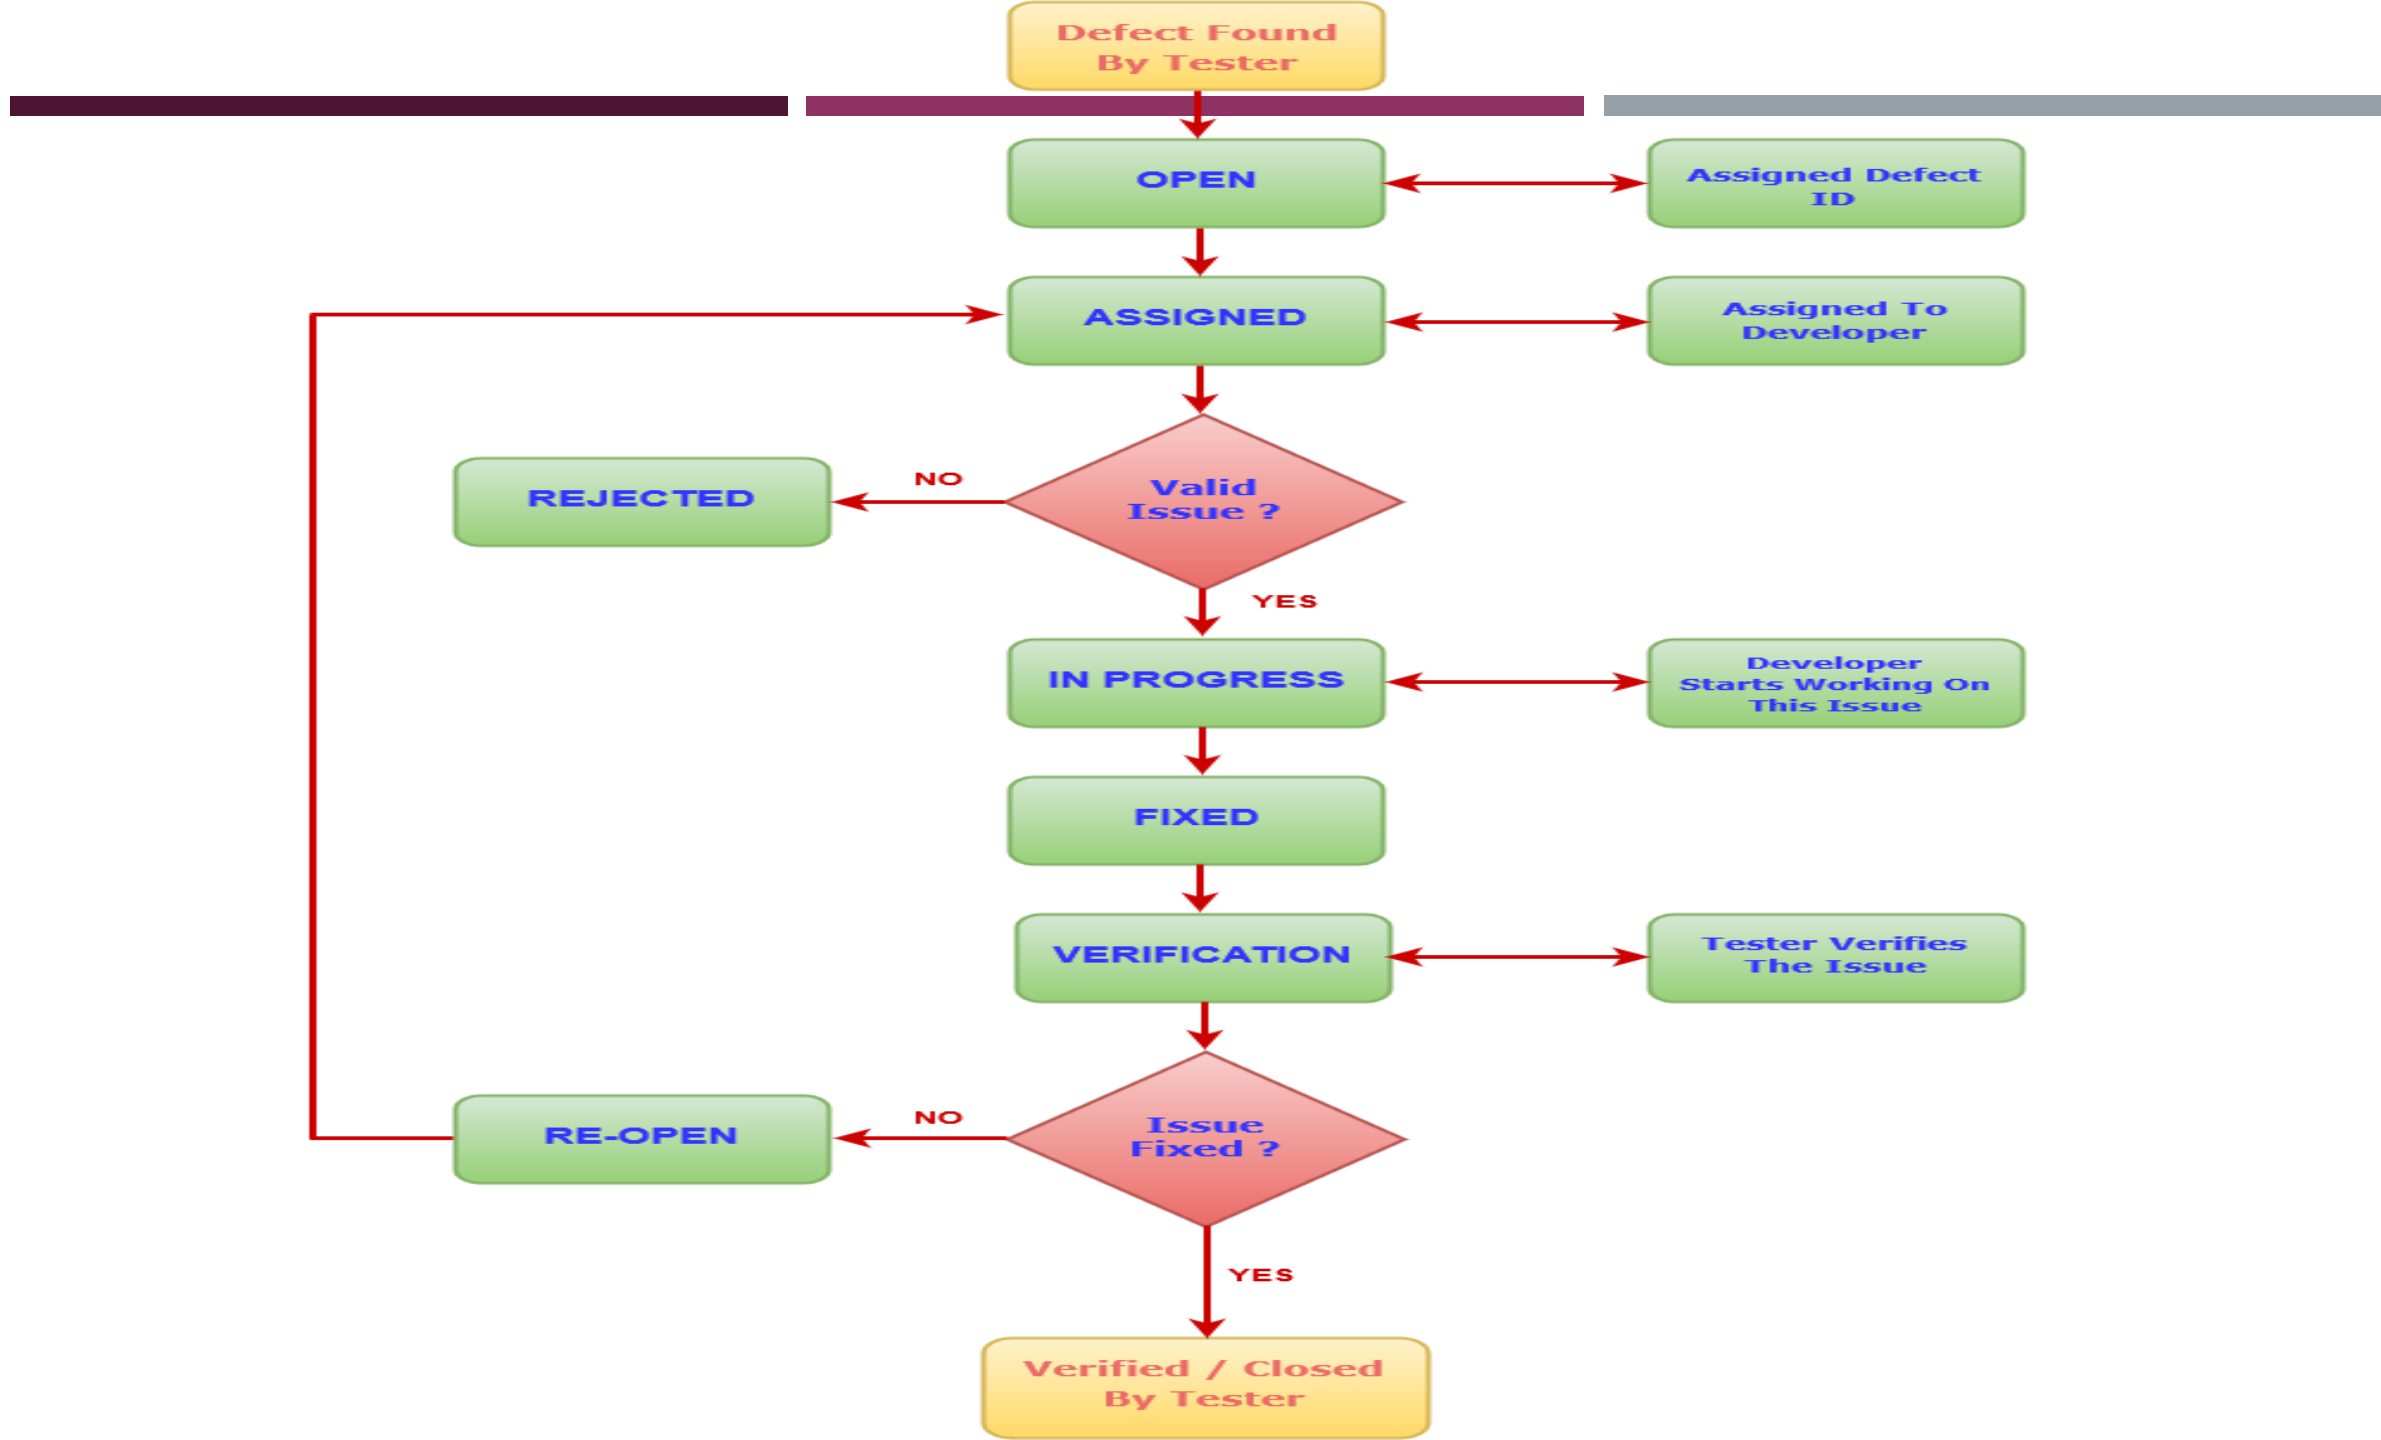 Defect Found
By Tester
OPEN
Assigned Defect
ID
ASSIGNED
Assigned To
Developer
REJECTED
NO
Valid
Issue ?
YES
IN PROGRESS
Developer
Starts Working On
This Issue
FIXED
VERIFICATION
Tester Verifies
The Issue
RE-OPEN
NO
Issue
Fixed ?
YES
Verified / Closed
By Tester